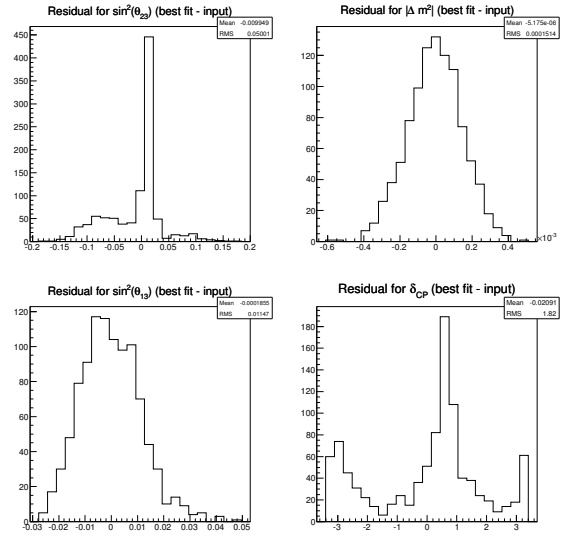 Residual for sin²(θ₂₃) (best fit - input)
Mean -0.009949
RMS 0.05001
450
400
350
300
250
200
150
100
50
0
-0.2 -0.15 -0.1 -0.05 0 0.05 0.1 0.15 0.2
Residual for |Δ m²| (best fit - input)
Mean -5.175e-06
RMS 0.0001514
120
100
80
60
40
20
0
-0.6 -0.4 -0.2 0 0.2 0.4 ×10⁻³
Residual for sin²(θ₁₃) (best fit - input)
Mean -0.0001855
RMS 0.01147
120
100
80
60
40
20
0
-0.03 -0.02 -0.01 0 0.01 0.02 0.03 0.04 0.05
Residual for δCP (best fit - input)
Mean -0.02091
RMS 1.82
180
160
140
120
100
80
60
40
20
0
-3 -2 -1 0 1 2 3